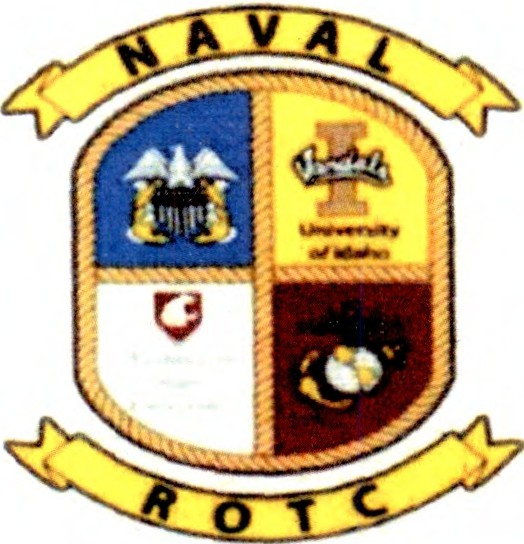 NAVAL
Vandals
University
of Idaho
ROTC